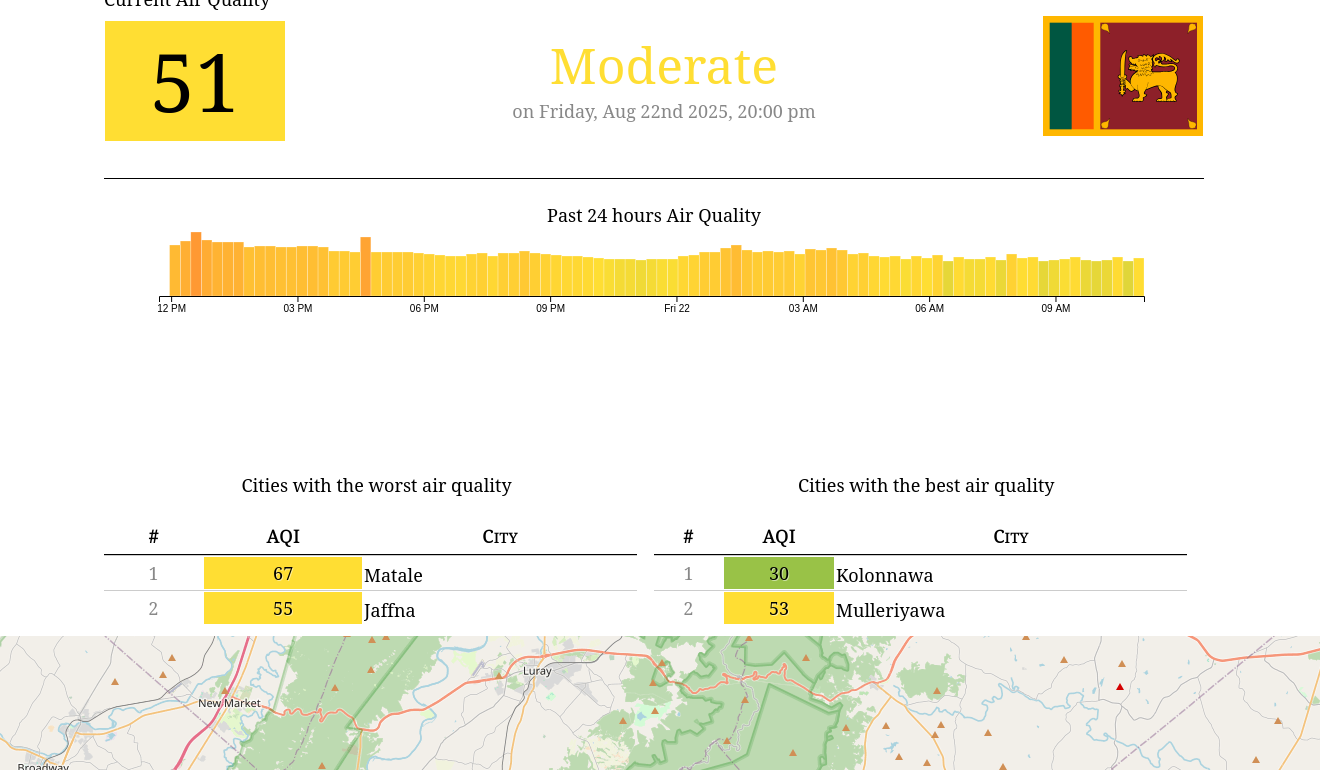 Current Air Quality
51
Moderate
on Friday, Aug 22nd 2025, 20:00 pm
Past 24 hours Air Quality
12 PM 03 PM 06 PM 09 PM Fri 22 03 AM 06 AM 09 AM
Cities with the worst air quality
# AQI City
1 67 Matale
2 55 Jaffna
Cities with the best air quality
# AQI City
1 30 Kolonnawa
2 53 Mulleriyawa
Luray
New Market
Broadway